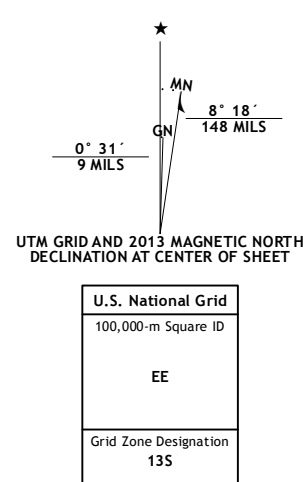 ★
MN
GN
8° 18´
148 MILS
0° 31´
9 MILS
UTM GRID AND 2013 MAGNETIC NORTH
DECLINATION AT CENTER OF SHEET
U.S. National Grid
100,000-m Square ID
EE
Grid Zone Designation
13S